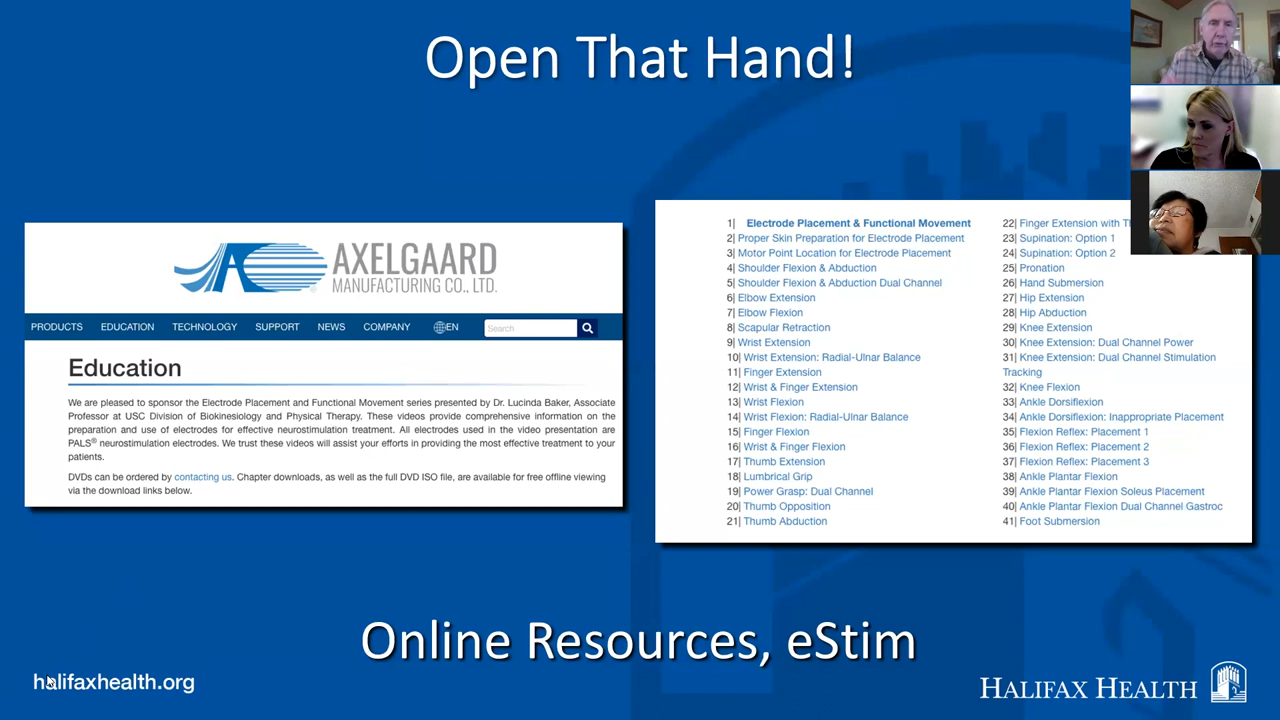 Open That Hand!
AXELGAARD
MANUFACTURING CO., LTD.
PRODUCTS EDUCATION TECHNOLOGY SUPPORT NEWS COMPANY EN Search
Education
We are pleased to sponsor the Electrode Placement and Functional Movement series presented by Dr. Lucinda Baker, Associate
Professor at USC Division of Biokinesiology and Physical Therapy. These videos provide comprehensive information on the
preparation and use of electrodes for effective neurostimulation treatment. All electrodes used in the video presentation are
PALS® neurostimulation electrodes. We trust these videos will assist your efforts in providing the most effective treatment to your
patients.
DVDs can be ordered by contacting us. Chapter downloads, as well as the full DVD ISO file, are available for free offline viewing
via the download links below.
1| Electrode Placement & Functional Movement
2| Proper Skin Preparation for Electrode Placement
3| Motor Point Location for Electrode Placement
4| Shoulder Flexion & Abduction
5| Shoulder Flexion & Abduction Dual Channel
6| Elbow Extension
7| Elbow Flexion
8| Scapular Retraction
9| Wrist Extension
10| Wrist Extension: Radial-Ulnar Balance
11| Finger Extension
12| Wrist & Finger Extension
13| Wrist Flexion
14| Wrist Flexion: Radial-Ulnar Balance
15| Finger Flexion
16| Wrist & Finger Flexion
17| Thumb Extension
18| Lumbrical Grip
19| Power Grasp: Dual Channel
20| Thumb Opposition
21| Thumb Abduction
22| Finger Extension with
23| Supination: Option 1
24| Supination: Option 2
25| Pronation
26| Hand Submersion
27| Hip Extension
28| Hip Abduction
29| Knee Extension
30| Knee Extension: Dual Channel Power
31| Knee Extension: Dual Channel Stimulation
Tracking
32| Knee Flexion
33| Ankle Dorsiflexion
34| Ankle Dorsiflexion: Inappropriate Placement
35| Flexion Reflex: Placement 1
36| Flexion Reflex: Placement 2
37| Flexion Reflex: Placement 3
38| Ankle Plantar Flexion
39| Ankle Plantar Flexion Soleus Placement
40| Ankle Plantar Flexion Dual Channel Gastroc
41| Foot Submersion
Online Resources, eStim
halifaxhealth.org
HALIFAX HEALTH